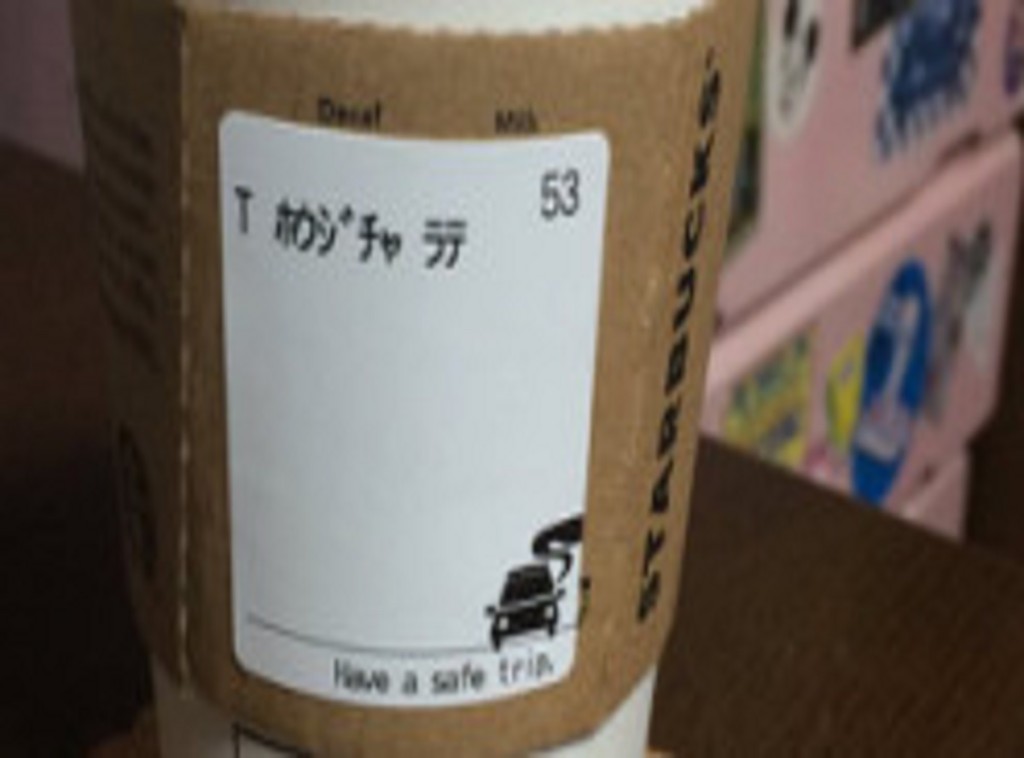 Decaf Milk
53
T ﾎｳｼﾞﾁｬ ﾗﾃ
STARBUCKS
Have a safe trip.